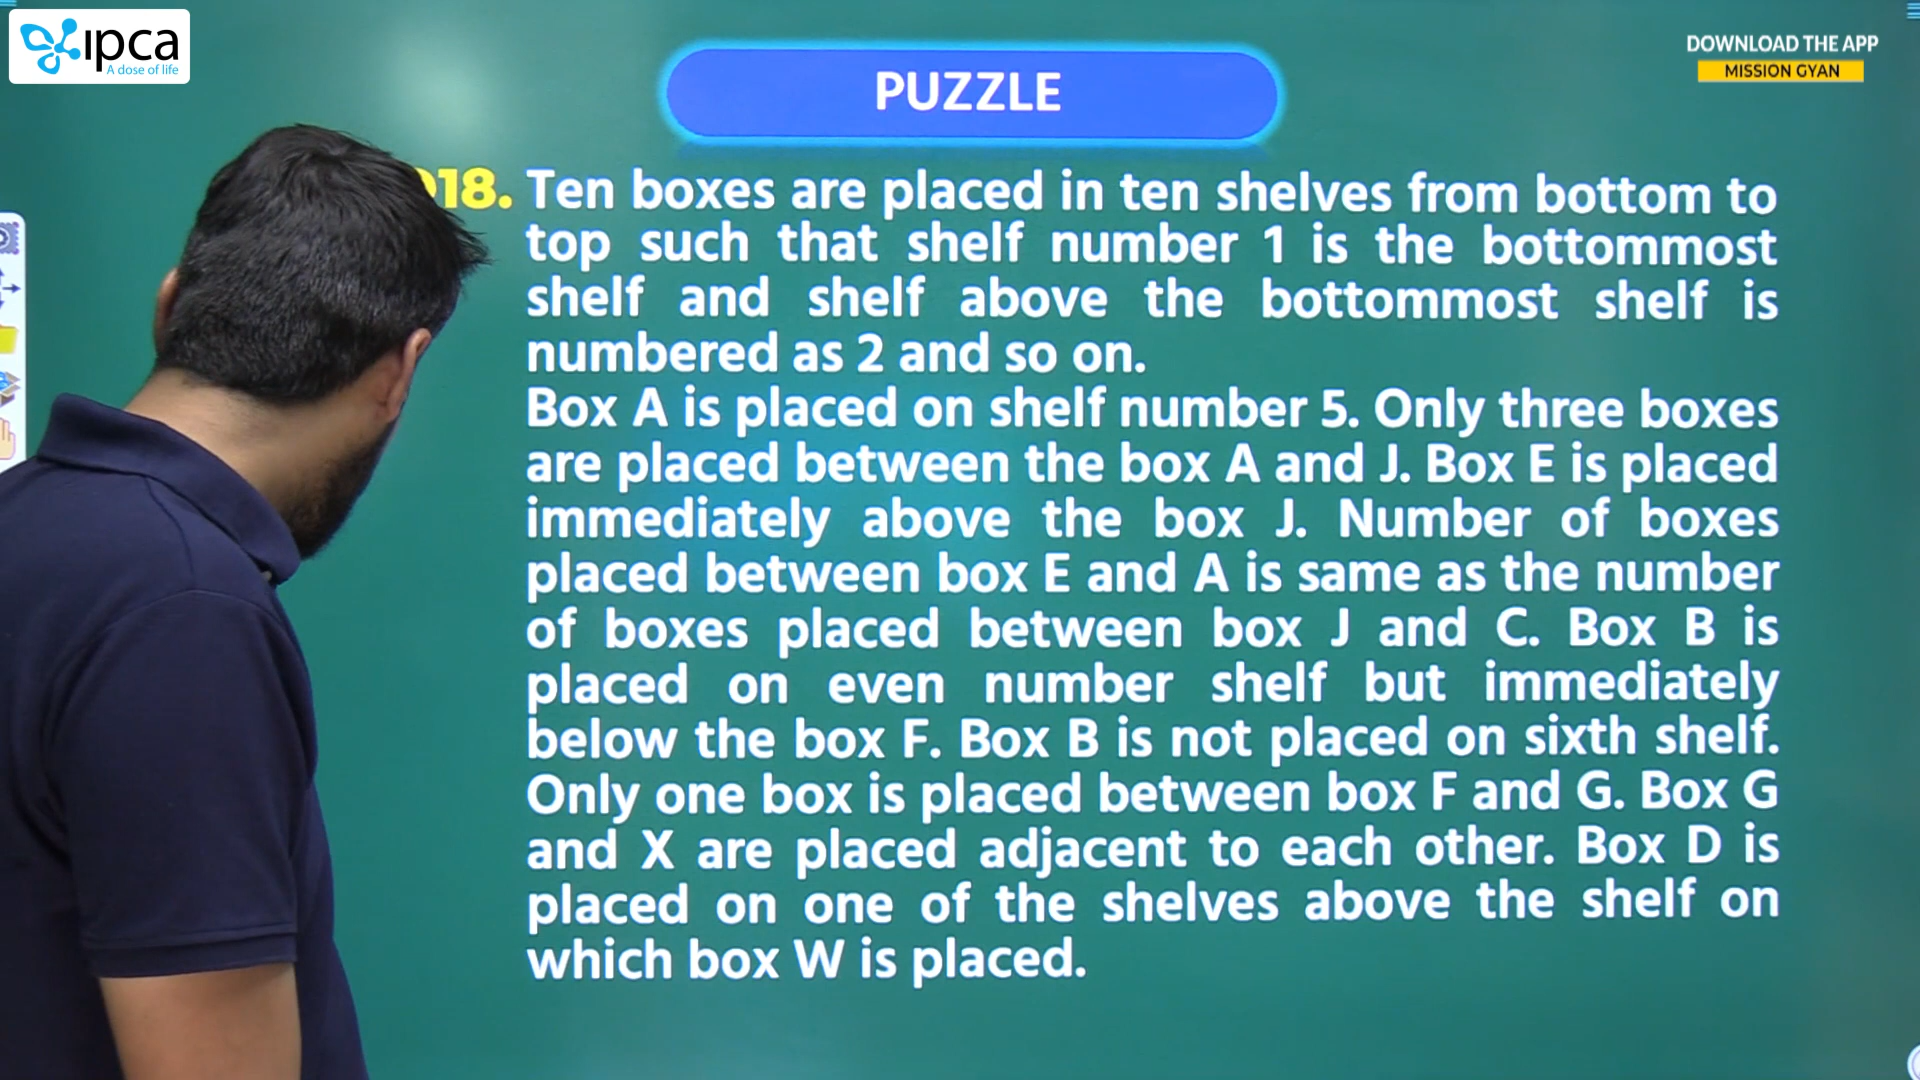 ipca
A dose of life
DOWNLOAD THE APP
MISSION GYAN
PUZZLE
18. Ten boxes are placed in ten shelves from bottom to
top such that shelf number 1 is the bottommost
shelf and shelf above the bottommost shelf is
numbered as 2 and so on.
Box A is placed on shelf number 5. Only three boxes
are placed between the box A and J. Box E is placed
immediately above the box J. Number of boxes
placed between box E and A is same as the number
of boxes placed between box J and C. Box B is
placed on even number shelf but immediately
below the box F. Box B is not placed on sixth shelf.
Only one box is placed between box F and G. Box G
and X are placed adjacent to each other. Box D is
placed on one of the shelves above the shelf on
which box W is placed.